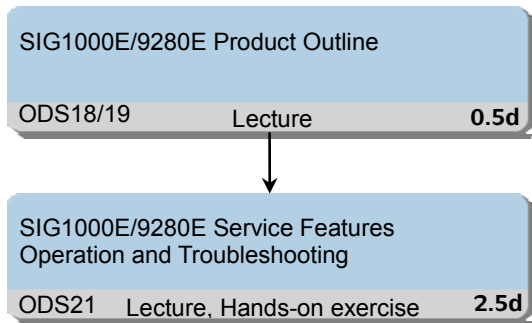 SIG1000E/9280E Product Outline
ODS18/19 Lecture 0.5d
SIG1000E/9280E Service Features
Operation and Troubleshooting
ODS21 Lecture, Hands-on exercise 2.5d